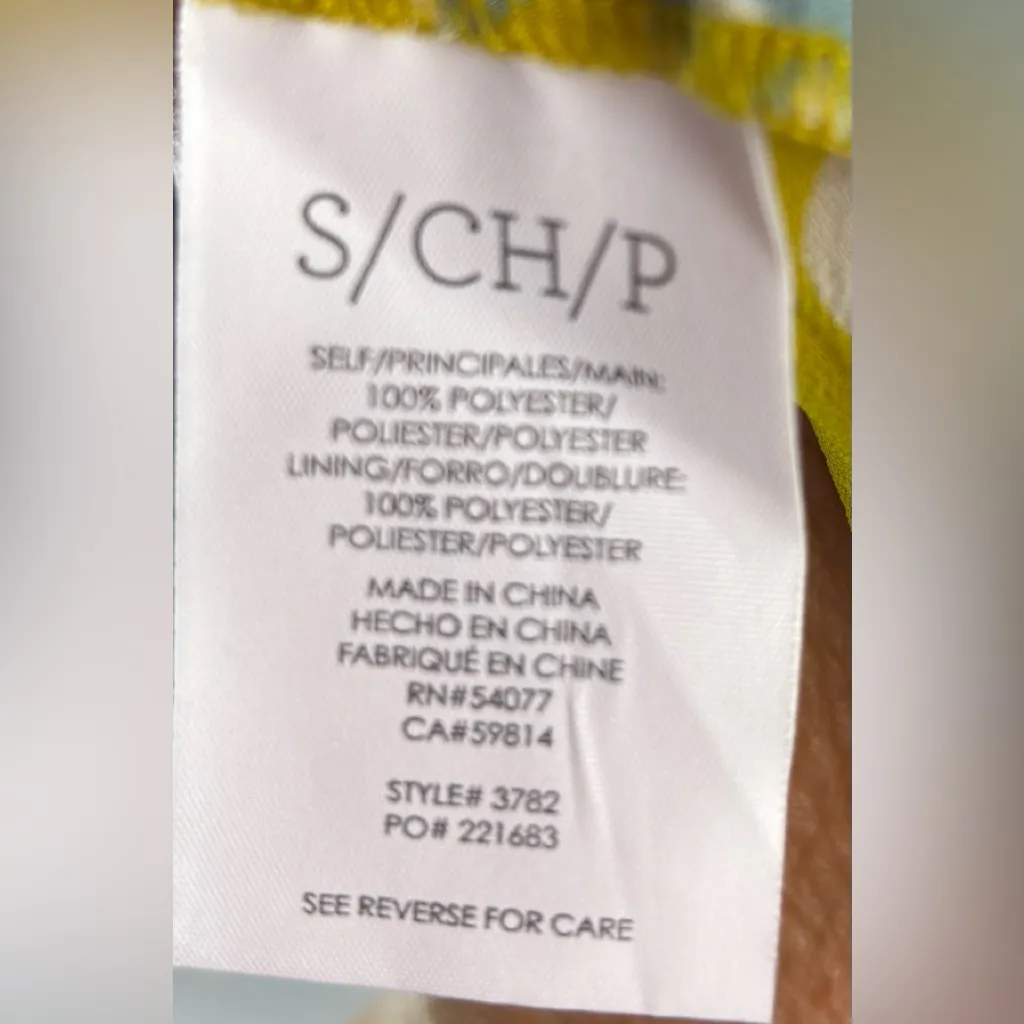 S/CH/P
SELF/PRINCIPALES/MAIN:
100% POLYESTER/
POLIESTER/POLYESTER
LINING/FORRO/DOUBLURE:
100% POLYESTER/
POLIESTER/POLYESTER
MADE IN CHINA
HECHO EN CHINA
FABRIQUÉ EN CHINE
RN#54077
CA#59814
STYLE# 3782
PO# 221683
SEE REVERSE FOR CARE